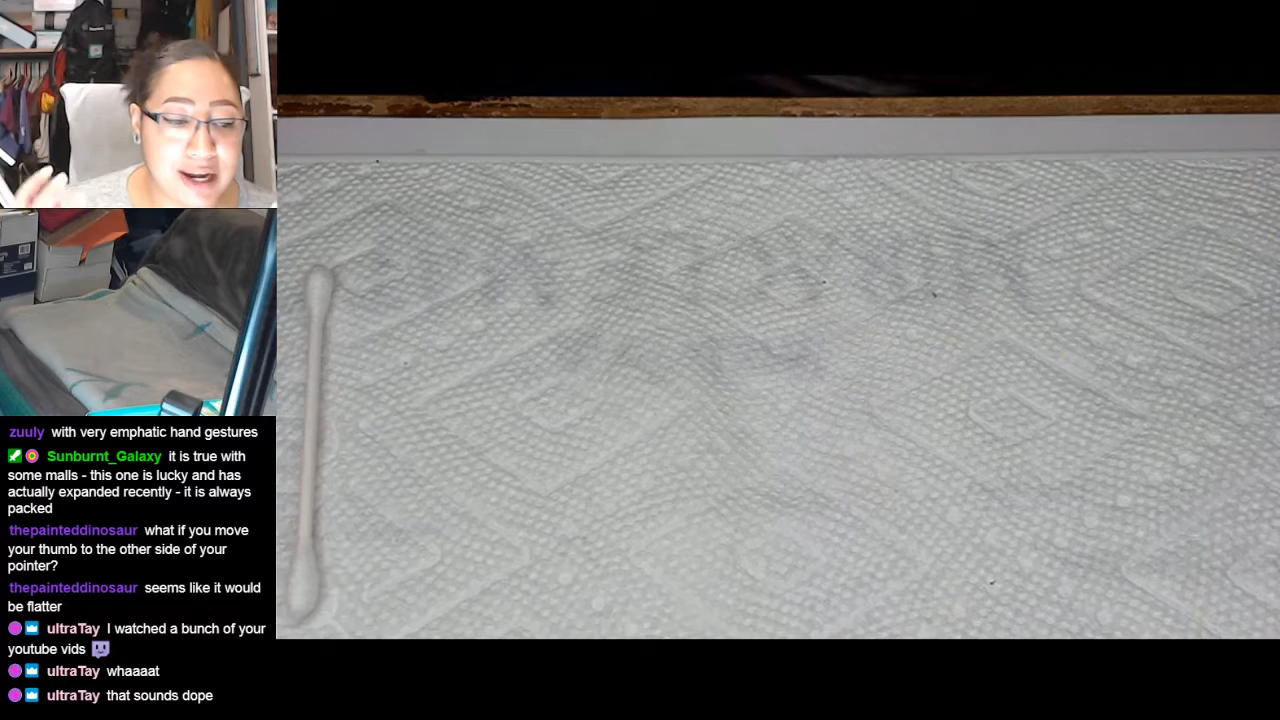 zuuly with very emphatic hand gestures
Sunburnt_Galaxy it is true with
some malls - this one is lucky and has
actually expanded recently - it is always
packed
thepainteddinosaur what if you move
your thumb to the other side of your
pointer?
thepainteddinosaur seems like it would
be flatter
ultraTay I watched a bunch of your
youtube vids
ultraTay whaaaat
ultraTay that sounds dope